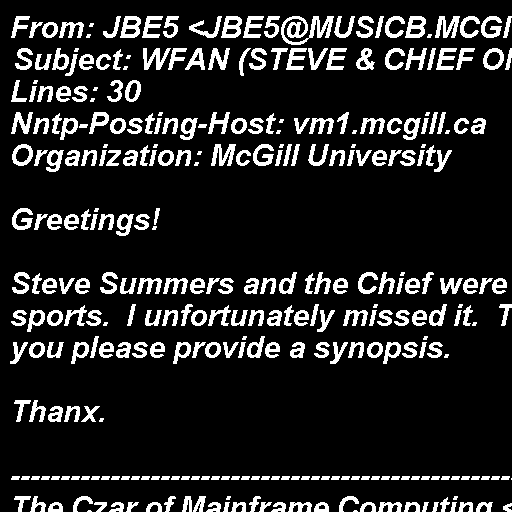 From: JBE5 <JBE5@MUSICB.MCGI
Subject: WFAN (STEVE & CHIEF
Lines: 30
Nntp-Posting-Host: vm1.mcgill.ca
Organization: McGill University
Greetings!
Steve Summers and the Chief were
sports.  I unfortunately missed it.  T
you please provide a synopsis.
Thanx.
--------------------------------------------------
The Czar of Mainframe Computing <